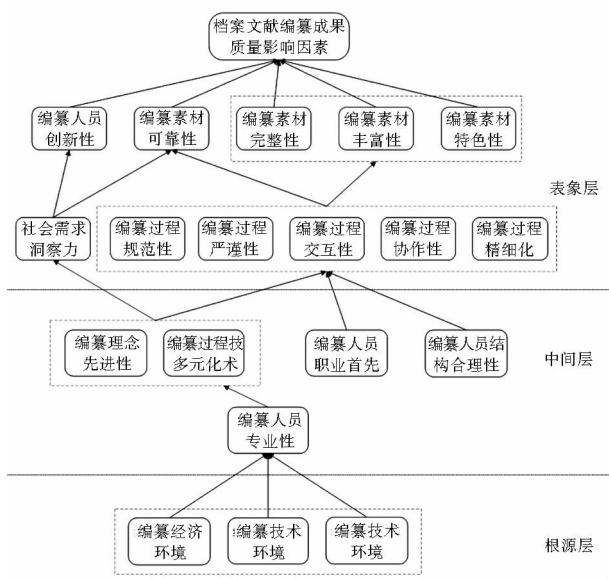 档案文献编纂成果
质量影响因素
编纂人员
创新性
编纂素材
可靠性
编纂素材
完整性
编纂素材
丰富性
编纂素材
特色性
表象层
社会需求
洞察力
编纂过程
规范性
编纂过程
严谨性
编纂过程
交互性
编纂过程
协作性
编纂过程
精细化
编纂理念
先进性
编纂过程技
多元化术
编纂人员
职业首先
编纂人员结
构合理性
中间层
编纂人员
专业性
编纂经济
环境
编纂技术
环境
编纂技术
环境
根源层